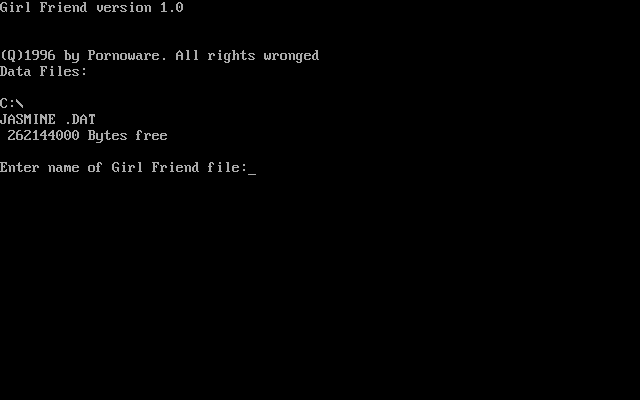 Girl Friend version 1.0
(Q)1996 by Pornoware. All rights wronged
Data Files:
C:\
JASMINE .DAT
262144000 Bytes free
Enter name of Girl Friend file:_